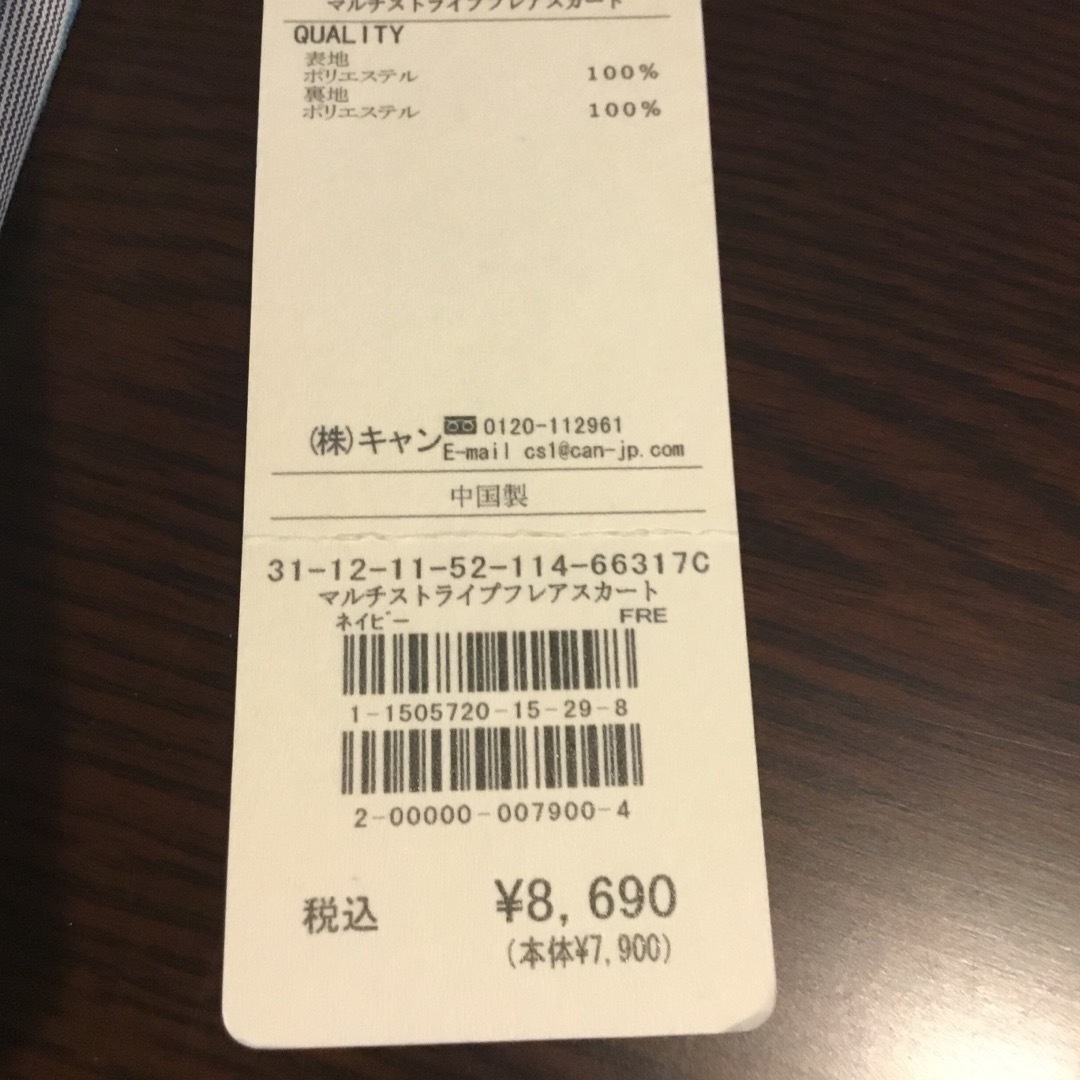 マルチストライプフレアスカート
QUALITY
表地
ポリエステル 100%
裏地
ポリエステル 100%
(株)キャン 0120-112961
E-mail cs1@can-jp.com
中国製
31-12-11-52-114-66317C
マルチストライプフレアスカート
ネイビー FRE
1-1505720-15-29-8
2-00000-007900-4
税込 ¥8,690
(本体¥7,900)